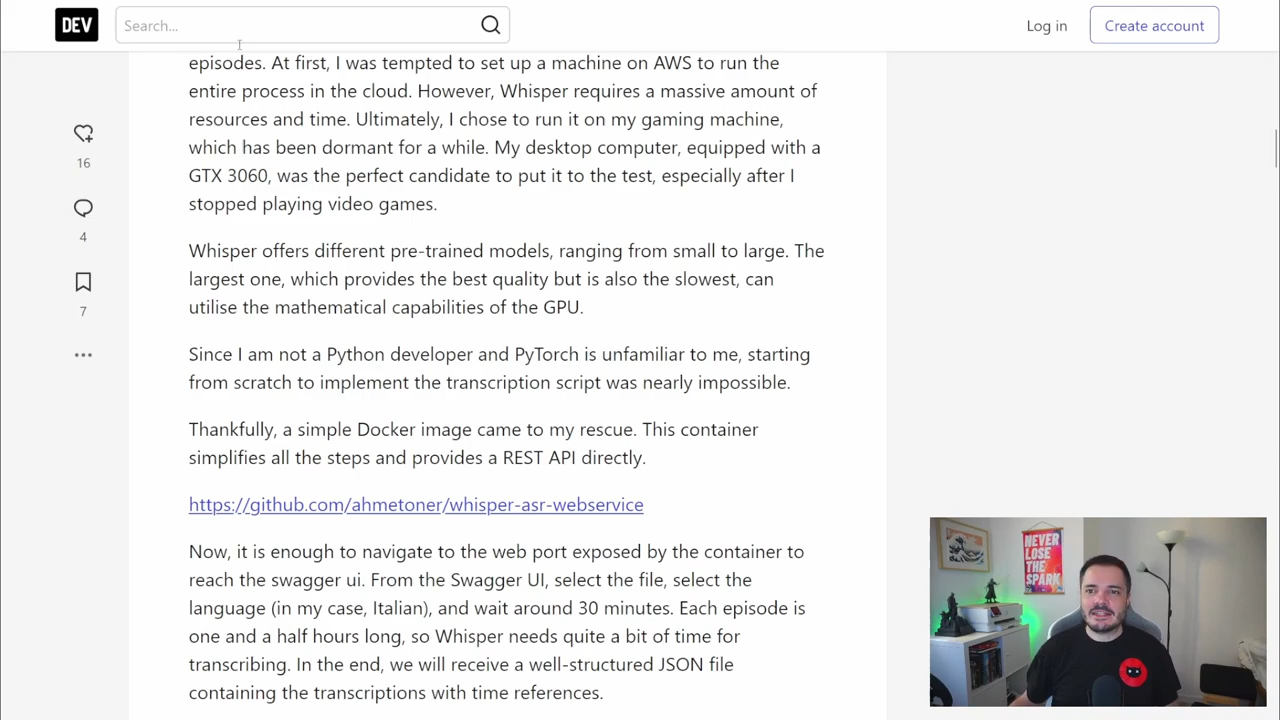 DEV
Search...
Log in
Create account
episodes. At first, I was tempted to set up a machine on AWS to run the
entire process in the cloud. However, Whisper requires a massive amount of
resources and time. Ultimately, I chose to run it on my gaming machine,
which has been dormant for a while. My desktop computer, equipped with a
GTX 3060, was the perfect candidate to put it to the test, especially after I
stopped playing video games.
16
4
7
Whisper offers different pre-trained models, ranging from small to large. The
largest one, which provides the best quality but is also the slowest, can
utilise the mathematical capabilities of the GPU.
Since I am not a Python developer and PyTorch is unfamiliar to me, starting
from scratch to implement the transcription script was nearly impossible.
Thankfully, a simple Docker image came to my rescue. This container
simplifies all the steps and provides a REST API directly.
https://github.com/ahmetoner/whisper-asr-webservice
Now, it is enough to navigate to the web port exposed by the container to
reach the swagger ui. From the Swagger UI, select the file, select the
language (in my case, Italian), and wait around 30 minutes. Each episode is
one and a half hours long, so Whisper needs quite a bit of time for
transcribing. In the end, we will receive a well-structured JSON file
containing the transcriptions with time references.
NEVER
LOSE
THE
SPARK